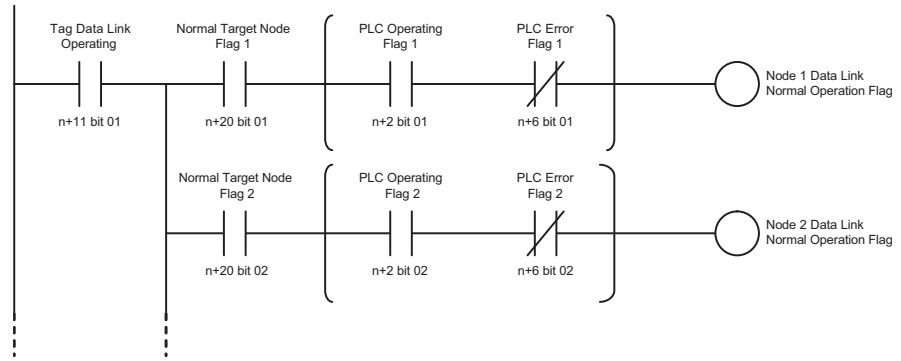 Tag Data Link
Operating
Normal Target Node
Flag 1
PLC Operating
Flag 1
PLC Error
Flag 1
Node 1 Data Link
Normal Operation Flag
n+11 bit 01
n+20 bit 01
n+2 bit 01
n+6 bit 01
Normal Target Node
Flag 2
PLC Operating
Flag 2
PLC Error
Flag 2
Node 2 Data Link
Normal Operation Flag
n+20 bit 02
n+2 bit 02
n+6 bit 02